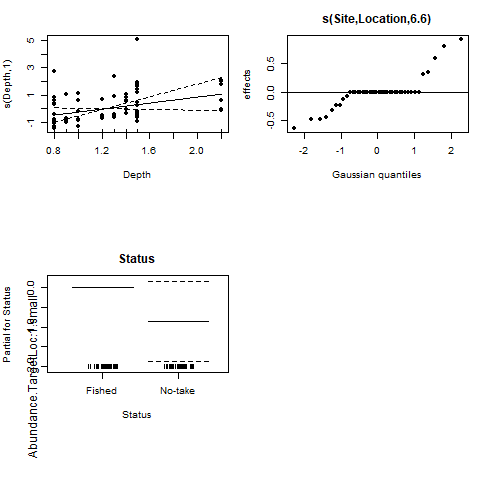 s(Depth,1)
-1
1
3
5
0.8
1.2
1.6
2.0
Depth
s(Site,Location,6.6)
effects
-0.5
0.0
0.5
-2
-1
0
1
2
Gaussian quantiles
Status
Partial for Status
0.0
Fished
No-take
Status